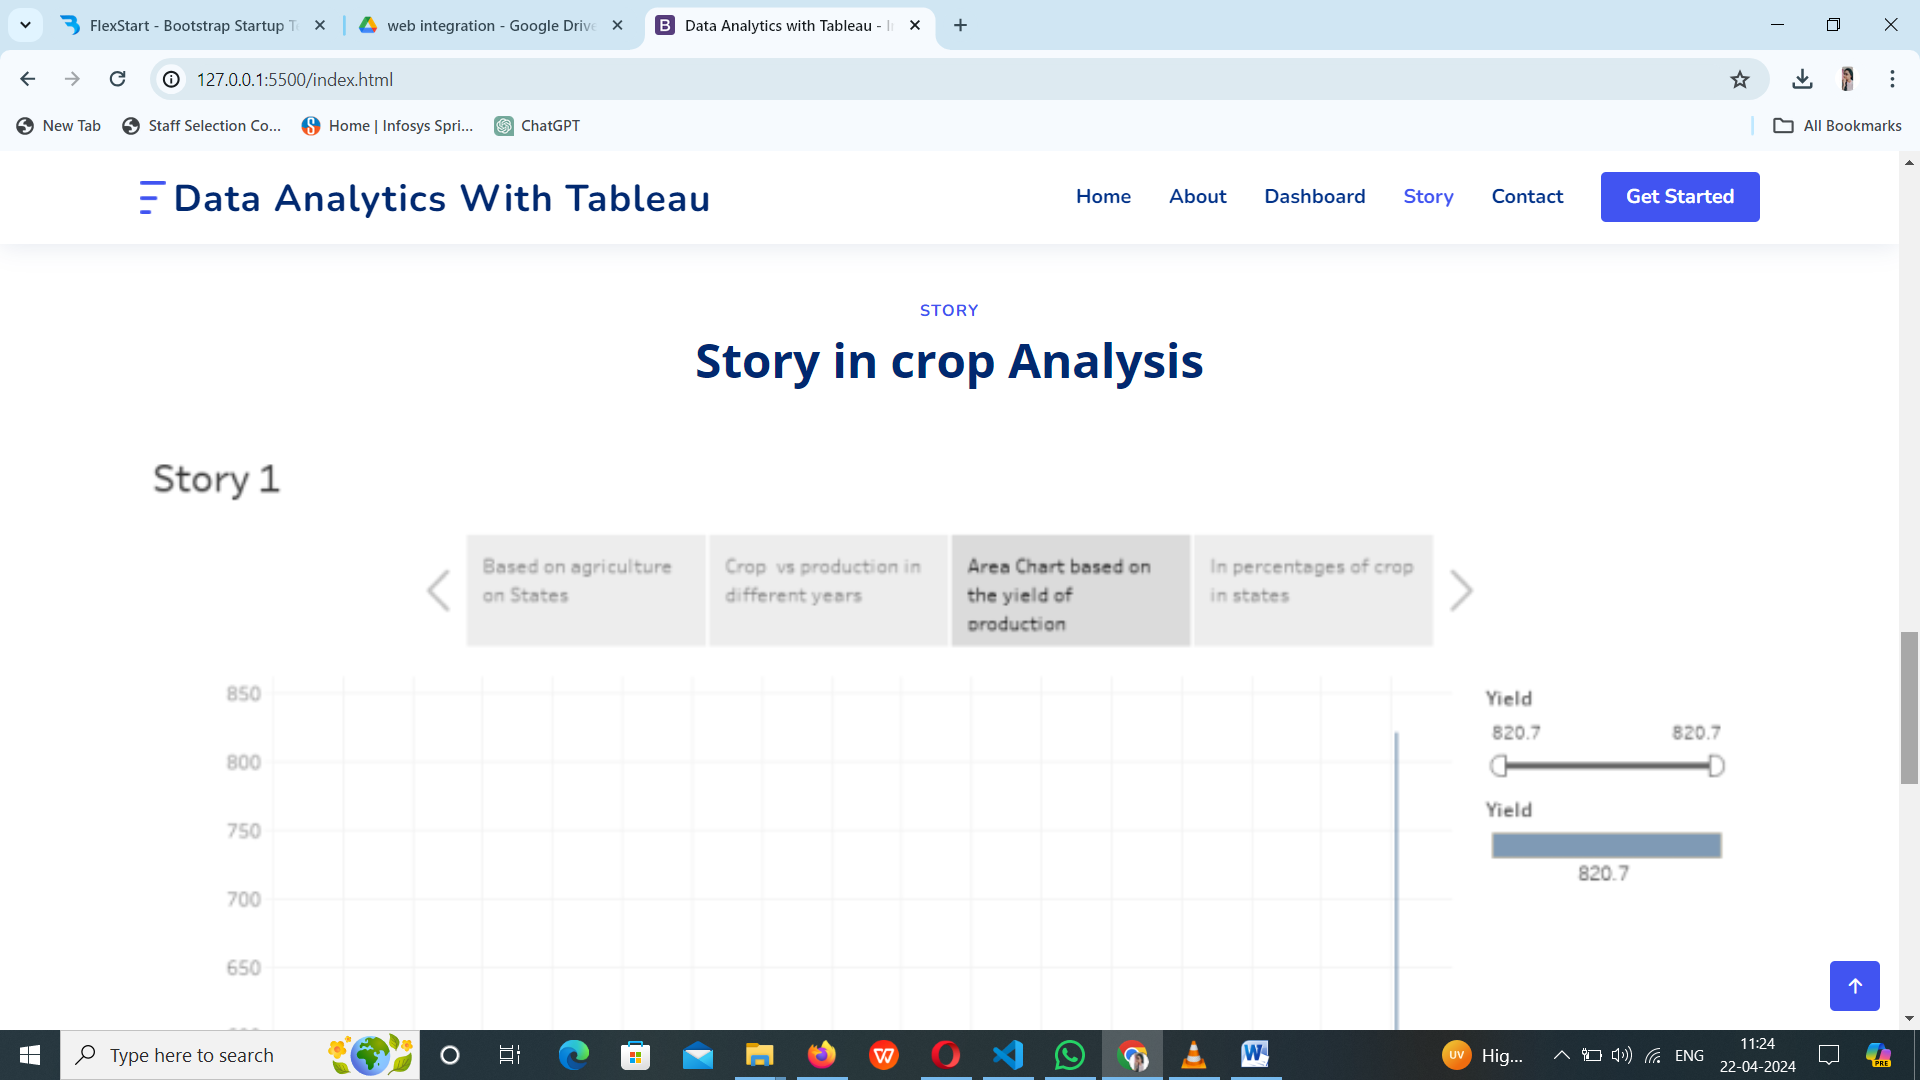 FlexStart - Bootstrap Startup T
web integration - Google Drive
Data Analytics with Tableau - I
127.0.0.1:5500/index.html
New Tab
Staff Selection Co...
Home | Infosys Spri...
ChatGPT
All Bookmarks
Data Analytics With Tableau
Home
About
Dashboard
Story
Contact
Get Started
STORY
Story in crop Analysis
Story 1
Based on agriculture
on States
Crop vs production in
different years
Area Chart based on
the yield of
production
In percentages of crop
in states
850
800
750
700
650
Yield
820.7 820.7
Yield
820.7
Type here to search
UV
Hig...
ENG
11:24
22-04-2024
PRE